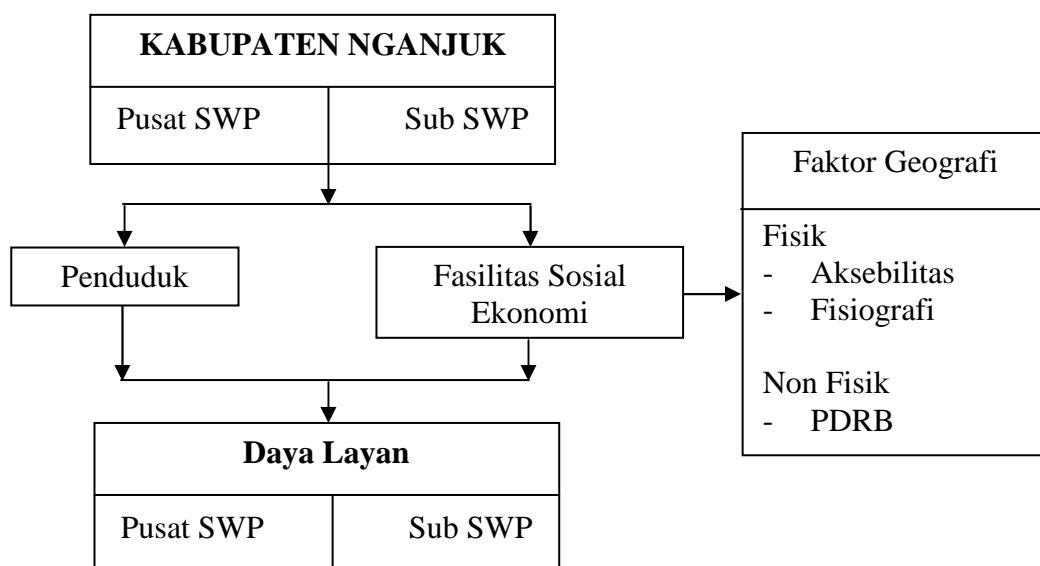 KABUPATEN NGANJUK
Pusat SWP
Sub SWP
Faktor Geografi
Fisik
- Aksebilitas
- Fisiografi
Non Fisik
- PDRB
Penduduk
Fasilitas Sosial
Ekonomi
Daya Layan
Pusat SWP
Sub SWP